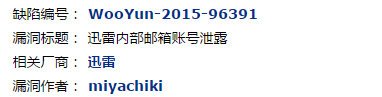 缺陷编号： WooYun-2015-96391
漏洞标题： 迅雷内部邮箱账号泄露
相关厂商： 迅雷
漏洞作者： miyachiki